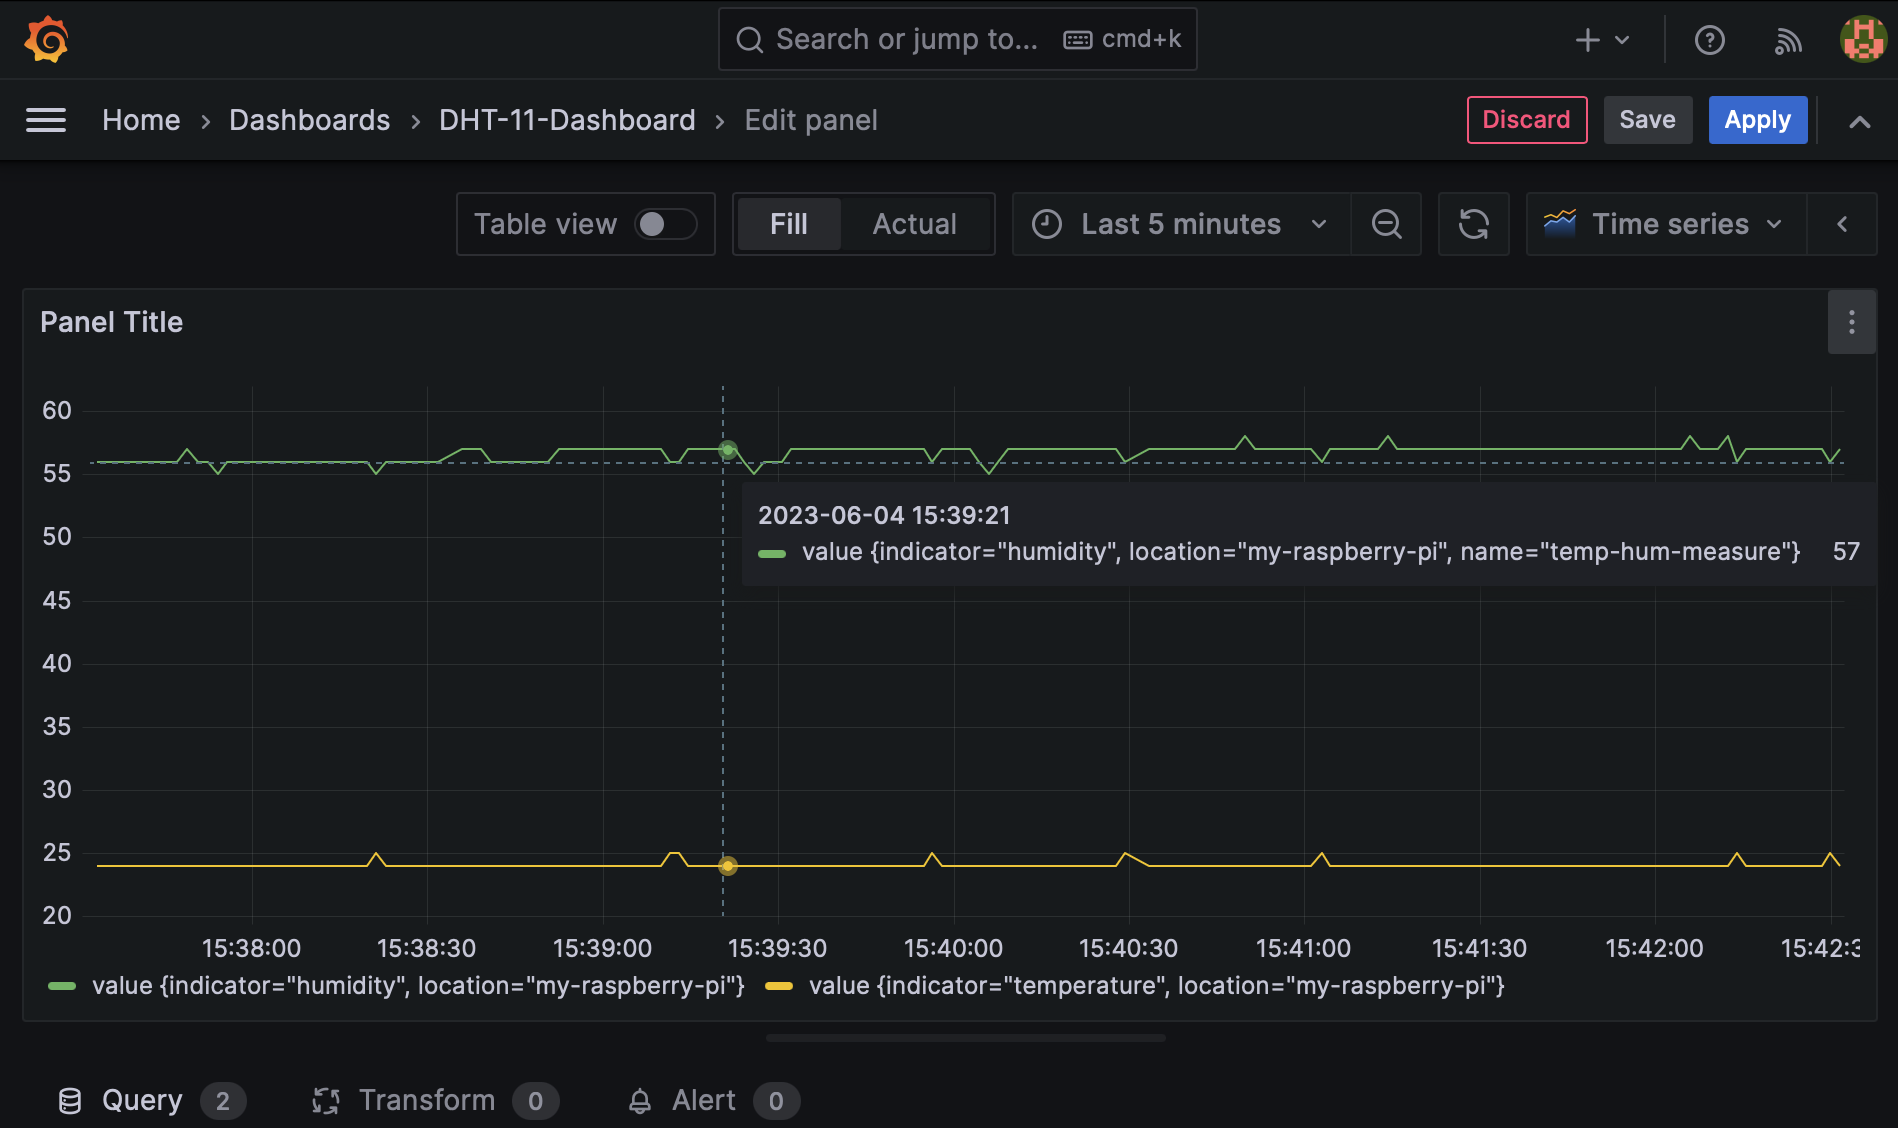 Search or jump to... cmd+k
Home › Dashboards › DHT-11-Dashboard › Edit panel
Discard Save Apply
Table view Fill Actual Last 5 minutes Time series
Panel Title
60
55
50
45
40
35
30
25
20
2023-06-04 15:39:21
value {indicator="humidity", location="my-raspberry-pi", name="temp-hum-measure"} 57
15:38:00 15:38:30 15:39:00 15:39:30 15:40:00 15:40:30 15:41:00 15:41:30 15:42:00 15:42:3
value {indicator="humidity", location="my-raspberry-pi"} value {indicator="temperature", location="my-raspberry-pi"}
Query 2 Transform 0 Alert 0